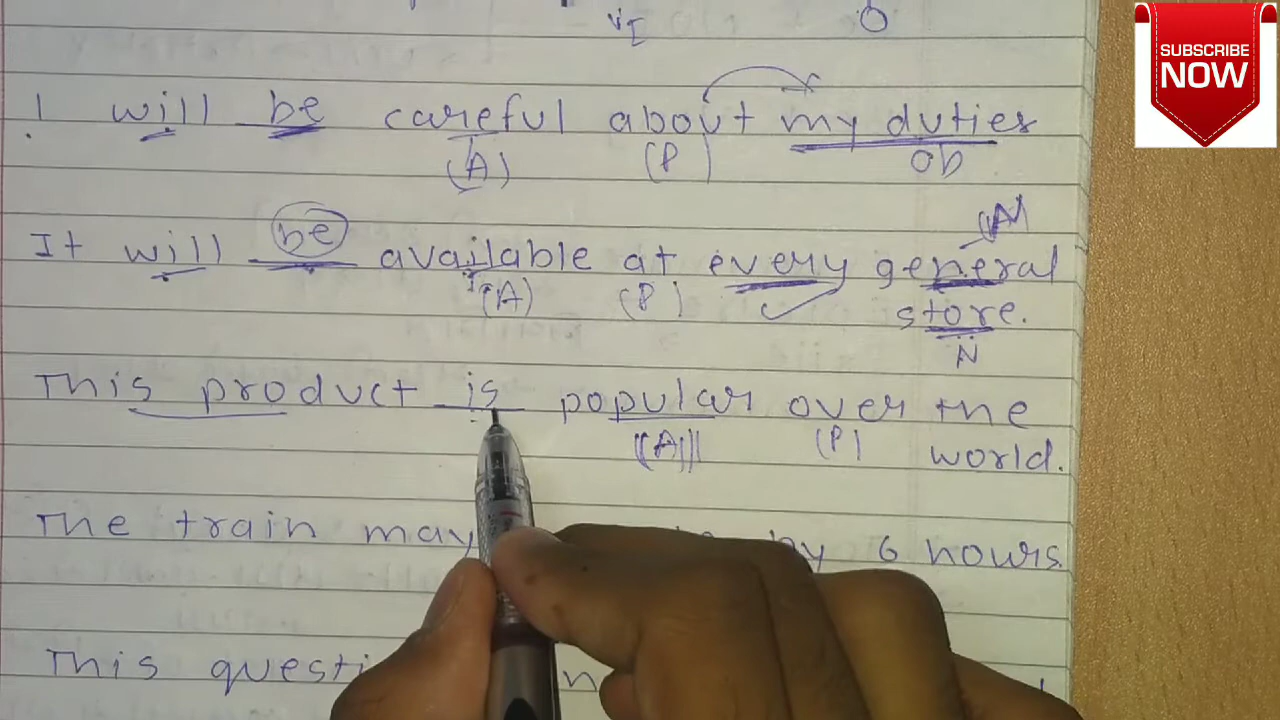 SUBSCRIBE
NOW
VI O
I will be careful about my duties
(A) (P) Ob
(A)
It will be available at every general
(A) (P) store.
N
This product is popular over the
(A) (P) world.
The train may by 6 hours
This